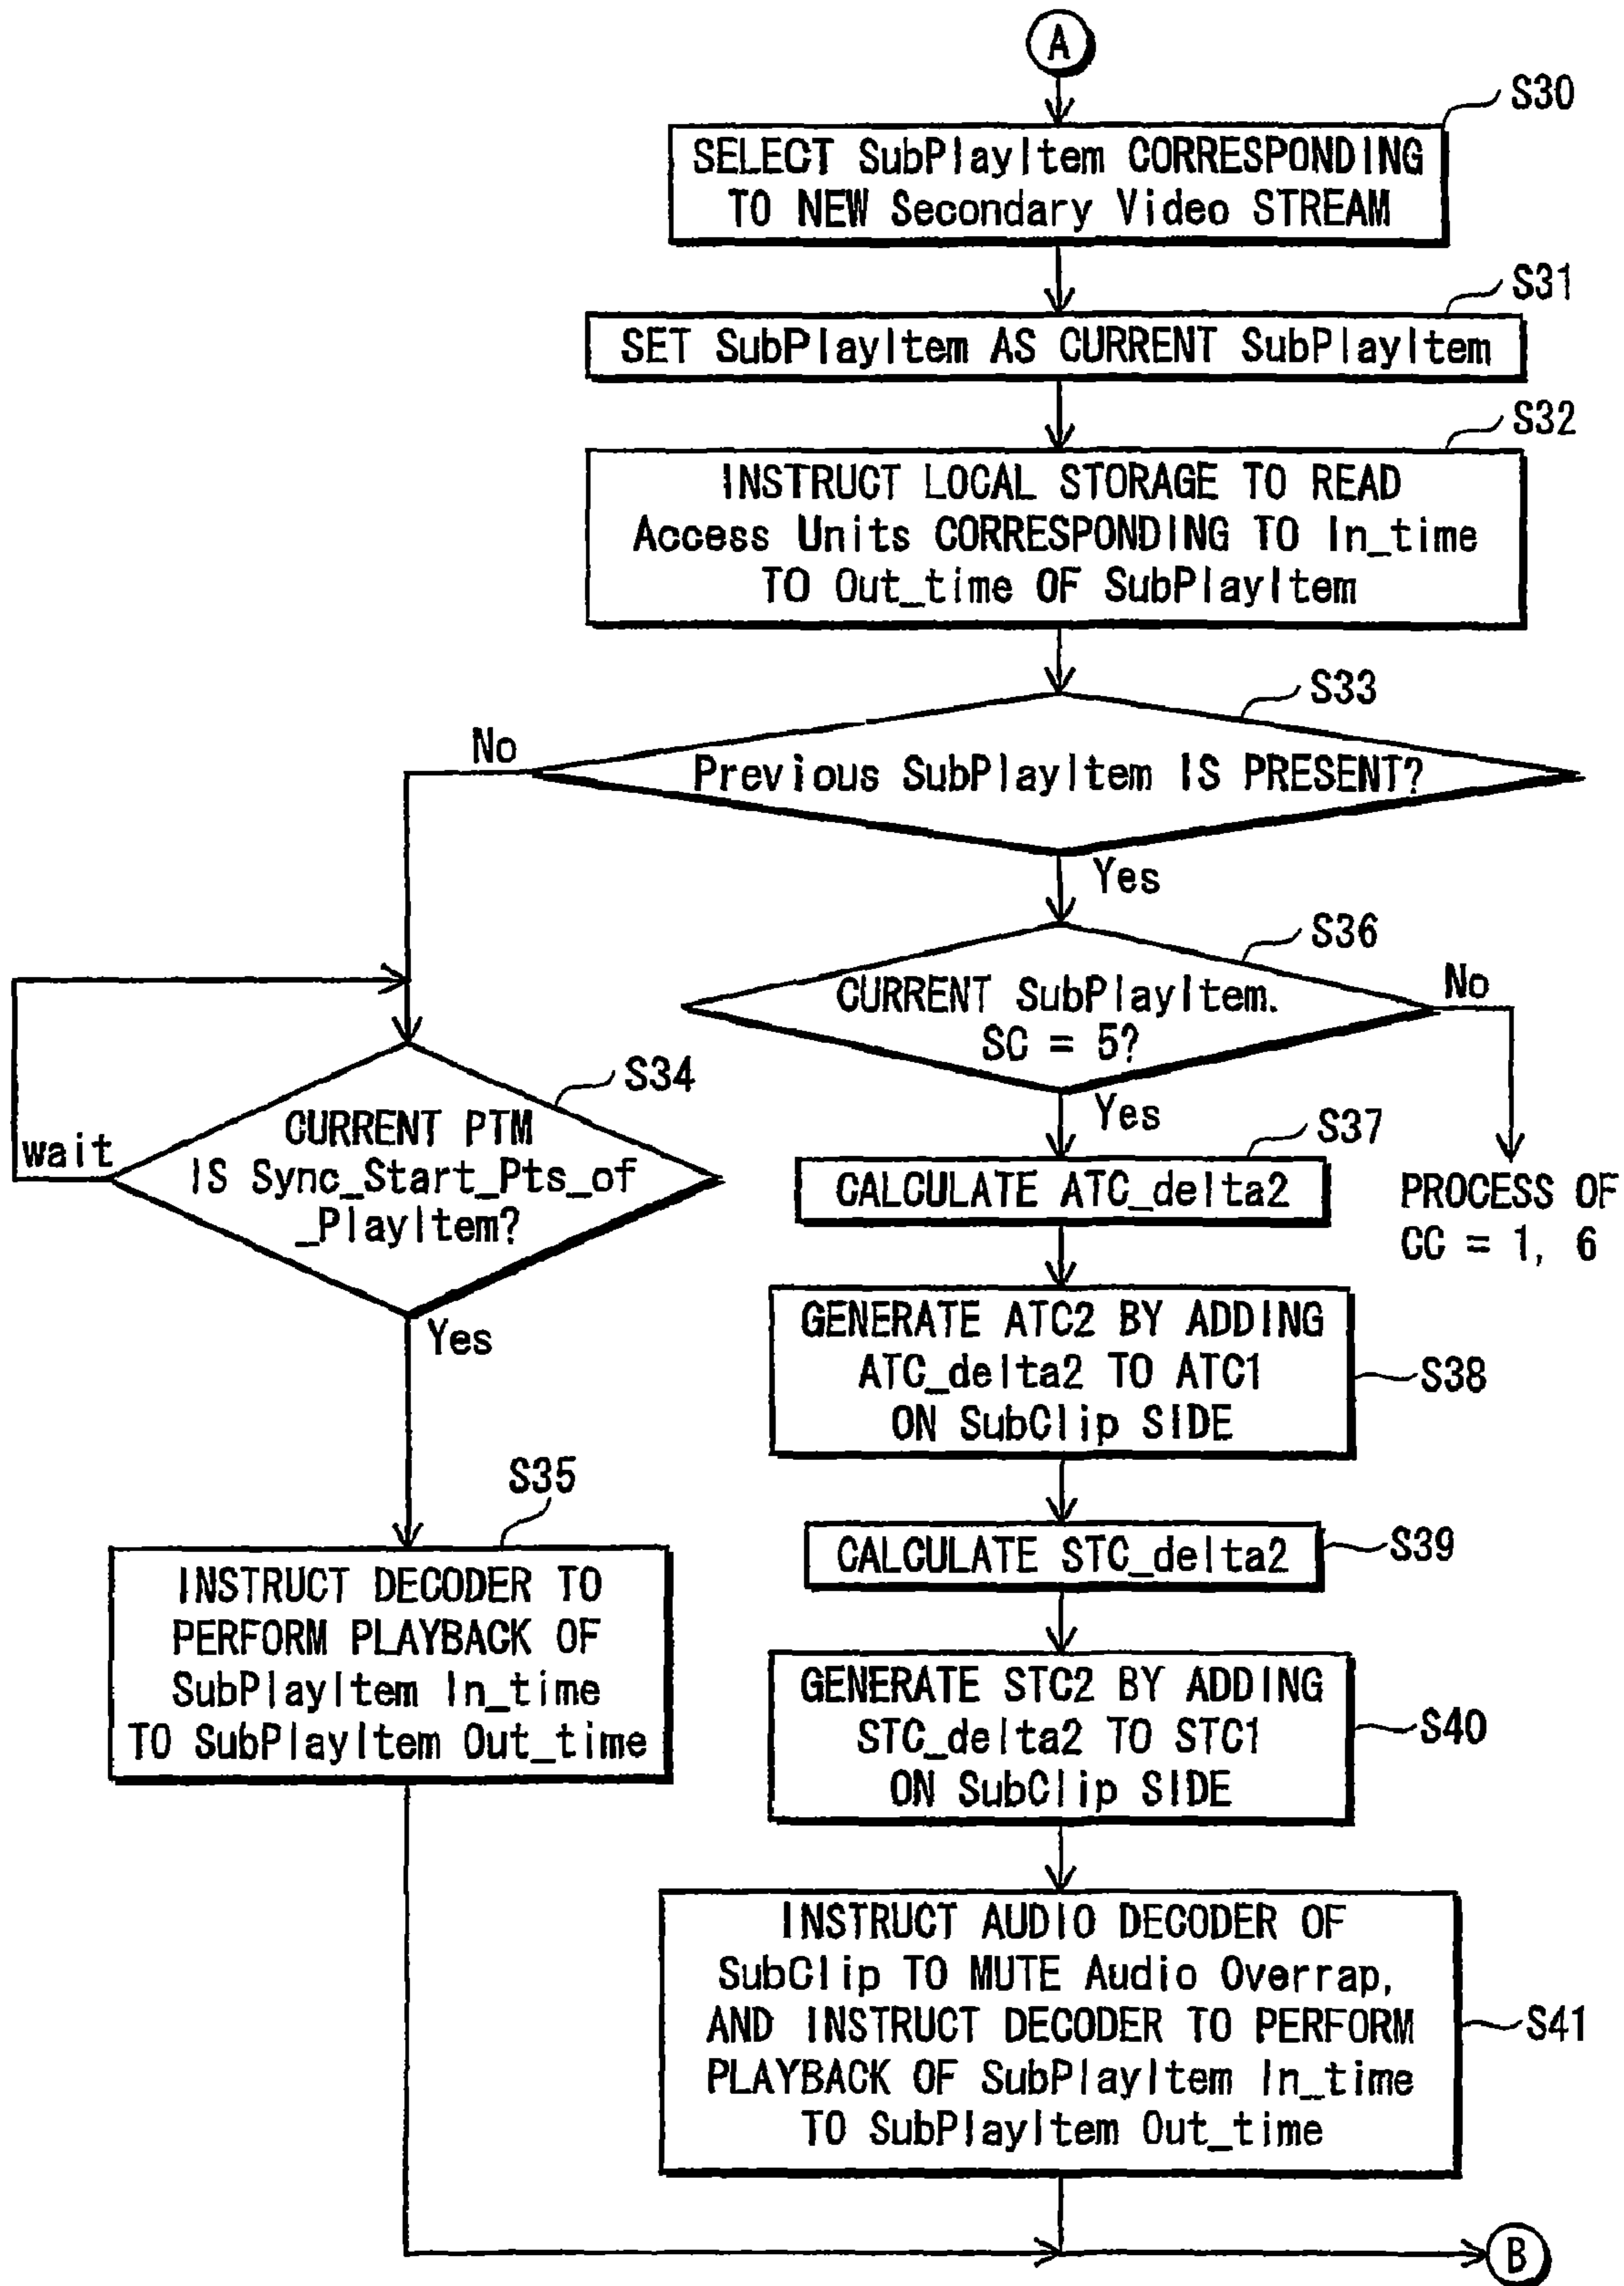 A
S30
SELECT SubPlayItem CORRESPONDING
TO NEW Secondary Video STREAM
S31
SET SubPlayItem AS CURRENT SubPlayItem
S32
INSTRUCT LOCAL STORAGE TO READ
Access Units CORRESPONDING TO In_time
TO Out_time OF SubPlayItem
S33
No
Previous SubPlayItem IS PRESENT?
Yes
S36
CURRENT SubPlayItem.
SC = 5?
No
Yes
S34
CURRENT PTM
IS Sync_Start_Pts_of
_PlayItem?
wait
Yes
S37
CALCULATE ATC_delta2
PROCESS OF
CC = 1, 6
GENERATE ATC2 BY ADDING
ATC_delta2 TO ATC1
ON SubClip SIDE
S38
S35
INSTRUCT DECODER TO
PERFORM PLAYBACK OF
SubPlayItem In_time
TO SubPlayItem Out_time
CALCULATE STC_delta2
S39
GENERATE STC2 BY ADDING
STC_delta2 TO STC1
ON SubClip SIDE
S40
INSTRUCT AUDIO DECODER OF
SubClip TO MUTE Audio Overrap,
AND INSTRUCT DECODER TO PERFORM
PLAYBACK OF SubPlayItem In_time
TO SubPlayItem Out_time
S41
B